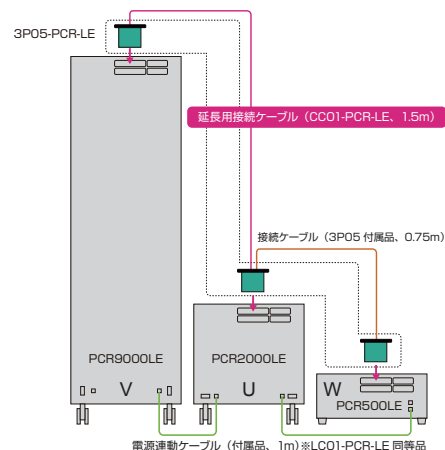 3P05-PCR-LE
延長用接続ケーブル（CC01-PCR-LE、1.5m）
接続ケーブル（3P05 付属品、0.75m）
PCR9000LE
PCR2000LE
V
U
W
PCR500LE
電源連動ケーブル（付属品、1m）※LC01-PCR-LE 同等品